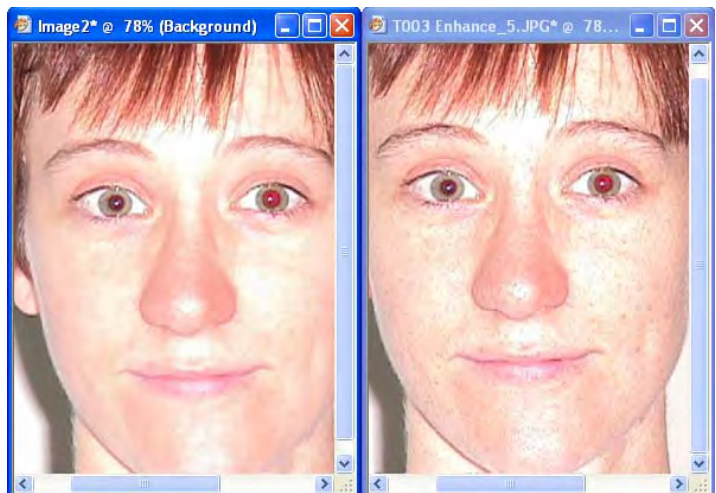 Image2* @ 78% (Background)
T003 Enhance_5.JPG* @ 78...